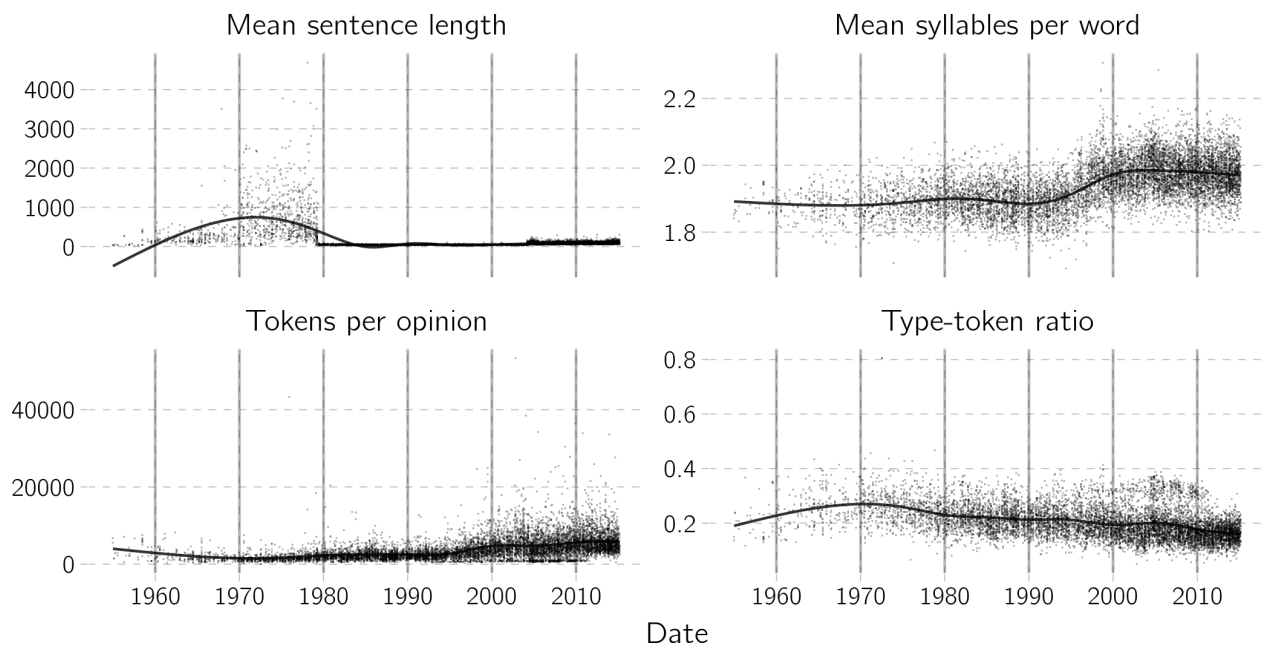 Mean sentence length
4000
3000
2000
1000
0
Mean syllables per word
2.2
2.0
1.8
Tokens per opinion
40000
20000
0
1960 1970 1980 1990 2000 2010
Type-token ratio
0.8
0.6
0.4
0.2
1960 1970 1980 1990 2000 2010
Date